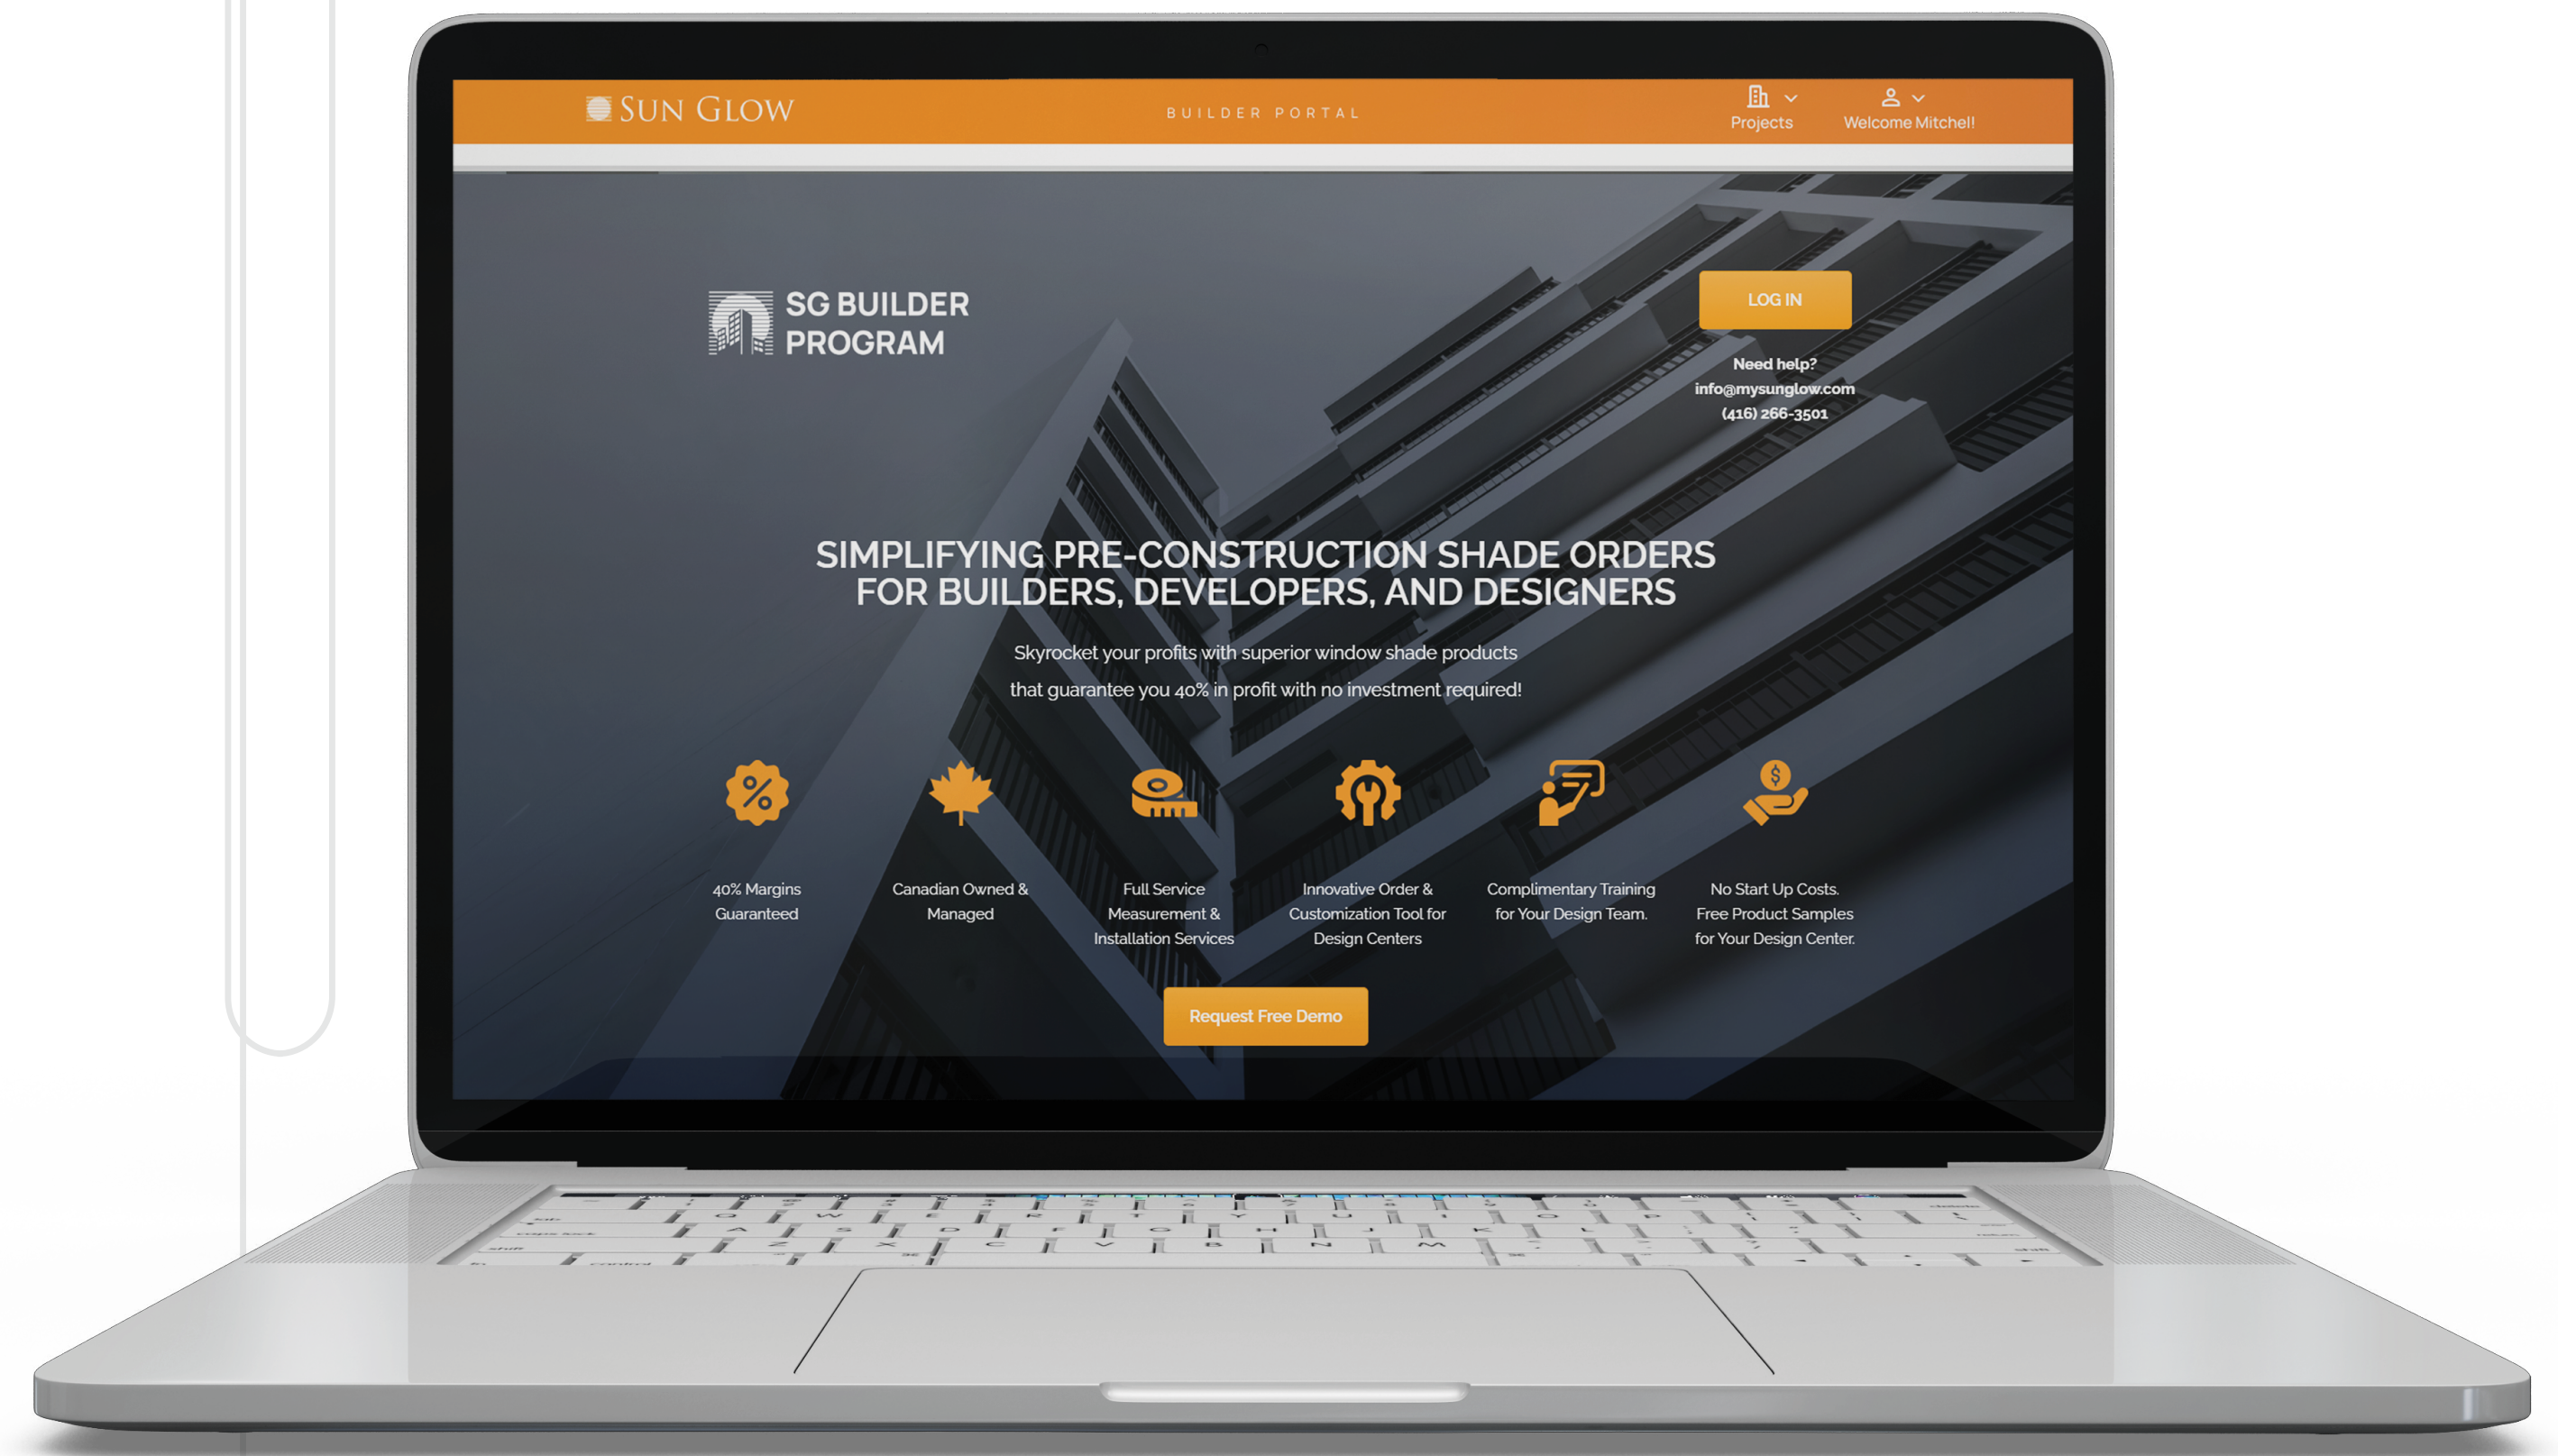 SUN GLOW
BUILDER PORTAL
Projects
Welcome Mitchel!
SG BUILDER
PROGRAM
LOG IN
Need help?
info@mysunglow.com
(416) 266-3501
SIMPLIFYING PRE-CONSTRUCTION SHADE ORDERS
FOR BUILDERS, DEVELOPERS, AND DESIGNERS
Skyrocket your profits with superior window shade products
that guarantee you 40% in profit with no investment required!
40% Margins
Guaranteed
Canadian Owned &
Managed
Full Service
Measurement &
Installation Services
Innovative Order &
Customization Tool for
Design Centers
Complimentary Training
for Your Design Team.
No Start Up Costs.
Free Product Samples
for Your Design Center.
Request Free Demo
Q W E R T Y U I O P
A S D F G H J K L
Z X C V B N M